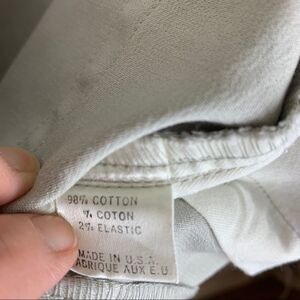 98% COTTON
% COTON
2% ELASTIC
MADE IN U.S.A.
FABRIQUE AUX E.U